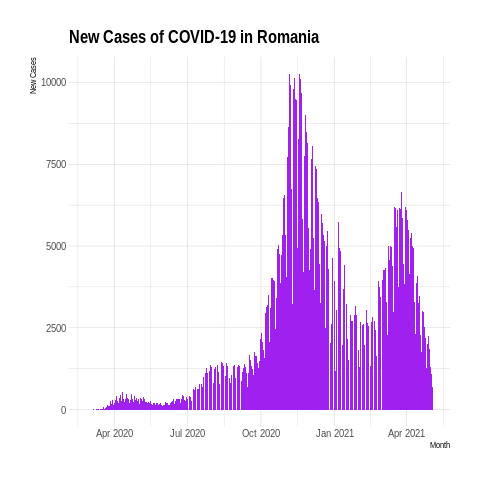 New Cases of COVID-19 in Romania
New Cases
10000
7500
5000
2500
0
Apr 2020 Jul 2020 Oct 2020 Jan 2021 Apr 2021
Month